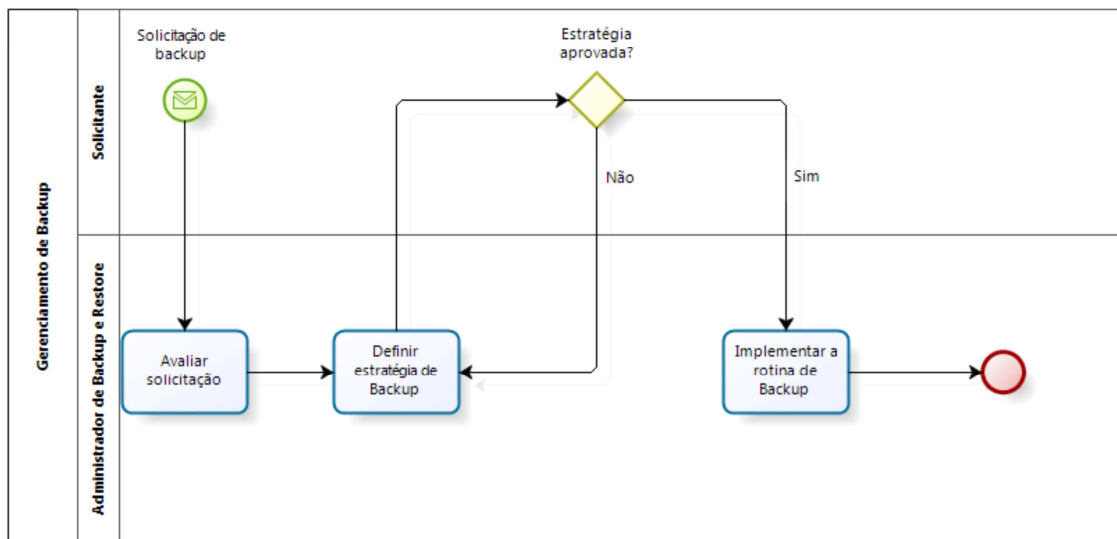 Gerenciamento de Backup
Solicitante
Solicitação de
backup
Estratégia
aprovada?
Não
Sim
Administrador de Backup e Restore
Avaliar
solicitação
Definir
estratégia de
Backup
Implementar a
rotina de
Backup